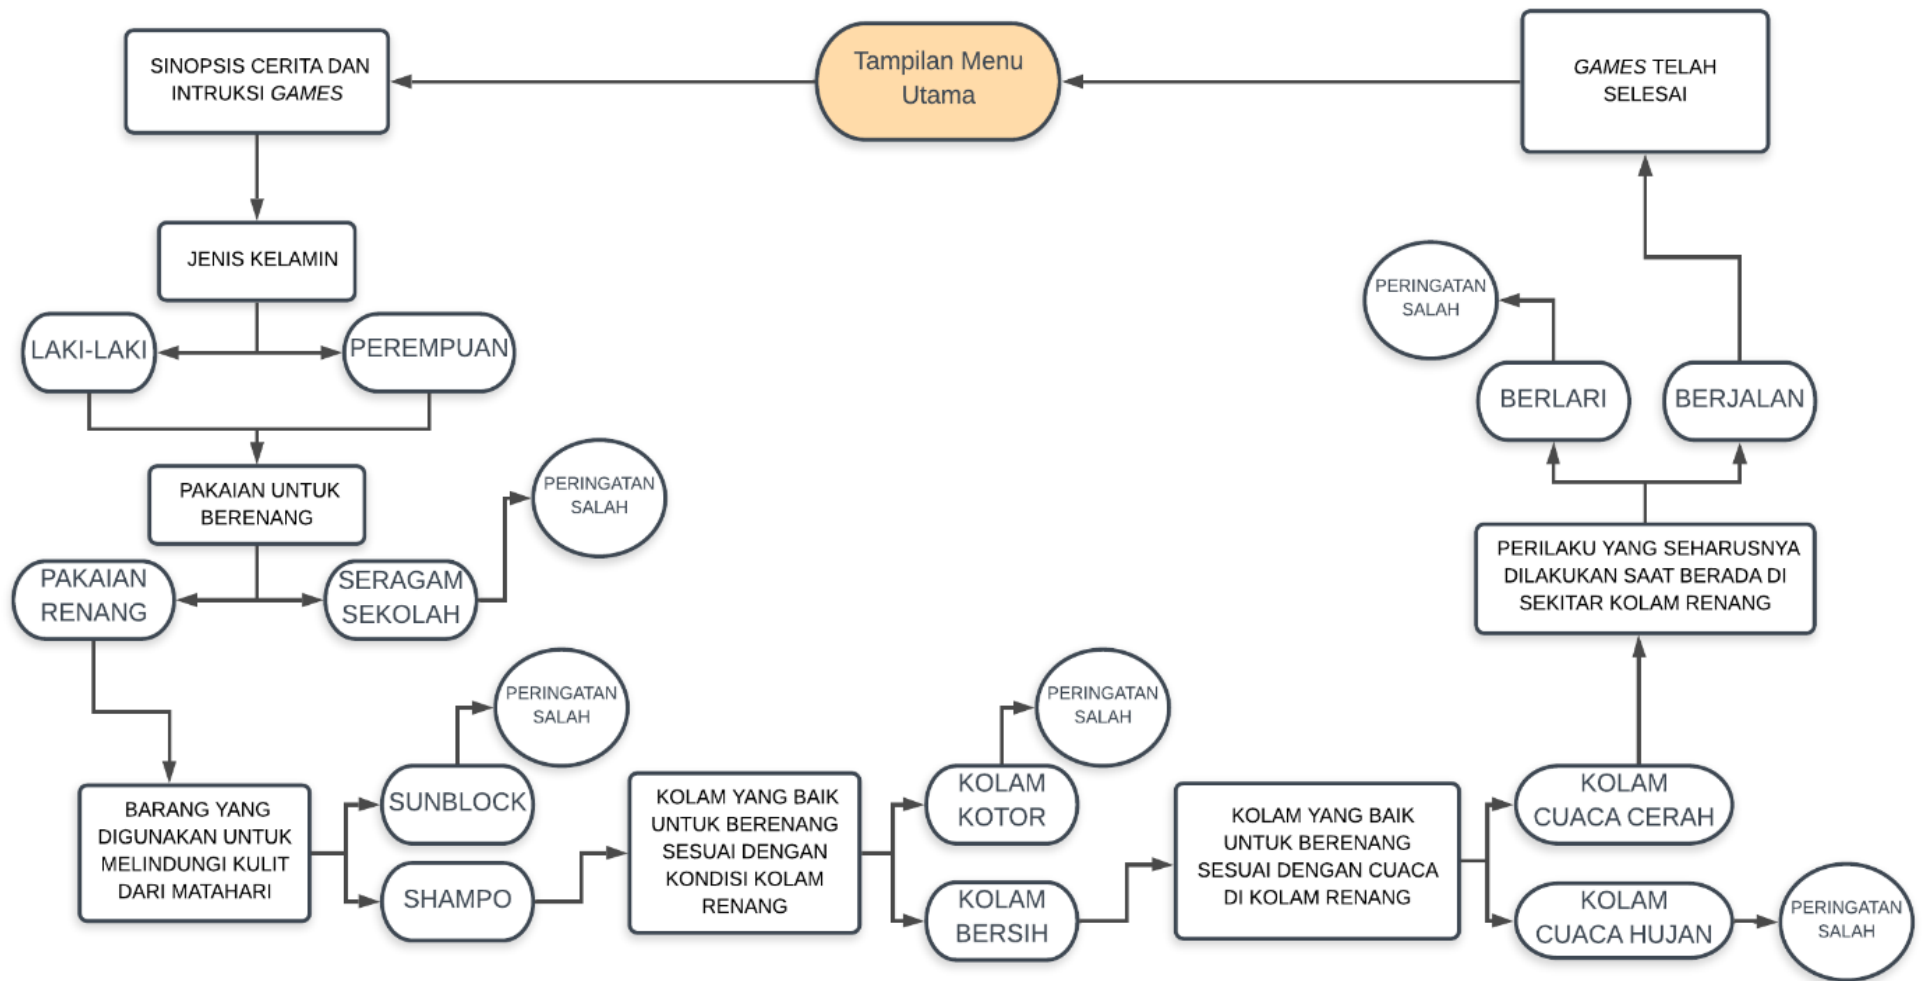 Tampilan Menu
Utama
SINOPSIS CERITA DAN
INTRUKSI GAMES
JENIS KELAMIN
LAKI-LAKI
PEREMPUAN
PAKAIAN UNTUK
BERENANG
PAKAIAN
RENANG
SERAGAM
SEKOLAH
PERINGATAN
SALAH
BARANG YANG
DIGUNAKAN UNTUK
MELINDUNGI KULIT
DARI MATAHARI
SUNBLOCK
PERINGATAN
SALAH
SHAMPO
KOLAM YANG BAIK
UNTUK BERENANG
SESUAI DENGAN
KONDISI KOLAM
RENANG
KOLAM
KOTOR
PERINGATAN
SALAH
KOLAM
BERSIH
KOLAM YANG BAIK
UNTUK BERENANG
SESUAI DENGAN CUACA
DI KOLAM RENANG
KOLAM
CUACA CERAH
KOLAM
CUACA HUJAN
PERINGATAN
SALAH
PERILAKU YANG SEHARUSNYA
DILAKUKAN SAAT BERADA DI
SEKITAR KOLAM RENANG
BERLARI
PERINGATAN
SALAH
BERJALAN
GAMES TELAH
SELESAI